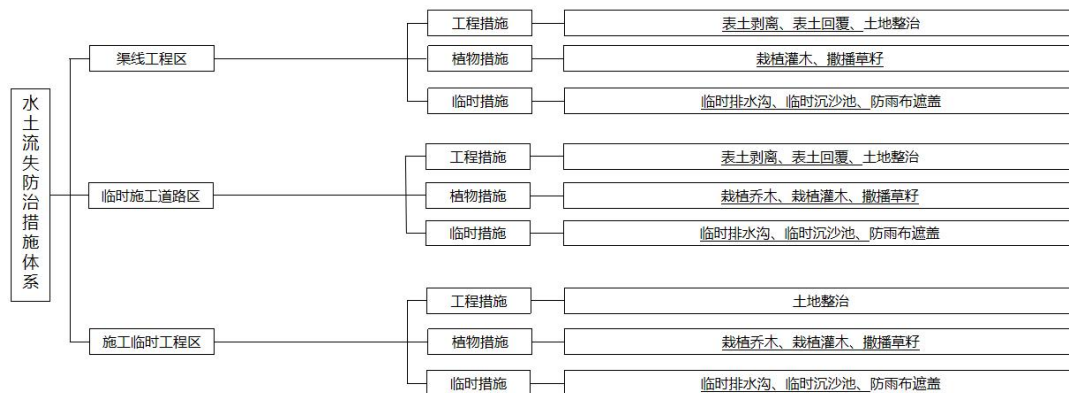 水土流失防治措施体系
渠线工程区
工程措施
表土剥离、表土回覆、土地整治
植物措施
栽植灌木、撒播草籽
临时措施
临时排水沟、临时沉沙池、防雨布遮盖
临时施工道路区
工程措施
表土剥离、表土回覆、土地整治
植物措施
栽植乔木、栽植灌木、撒播草籽
临时措施
临时排水沟、临时沉沙池、防雨布遮盖
施工临时工程区
工程措施
土地整治
植物措施
栽植乔木、栽植灌木、撒播草籽
临时措施
临时排水沟、临时沉沙池、防雨布遮盖